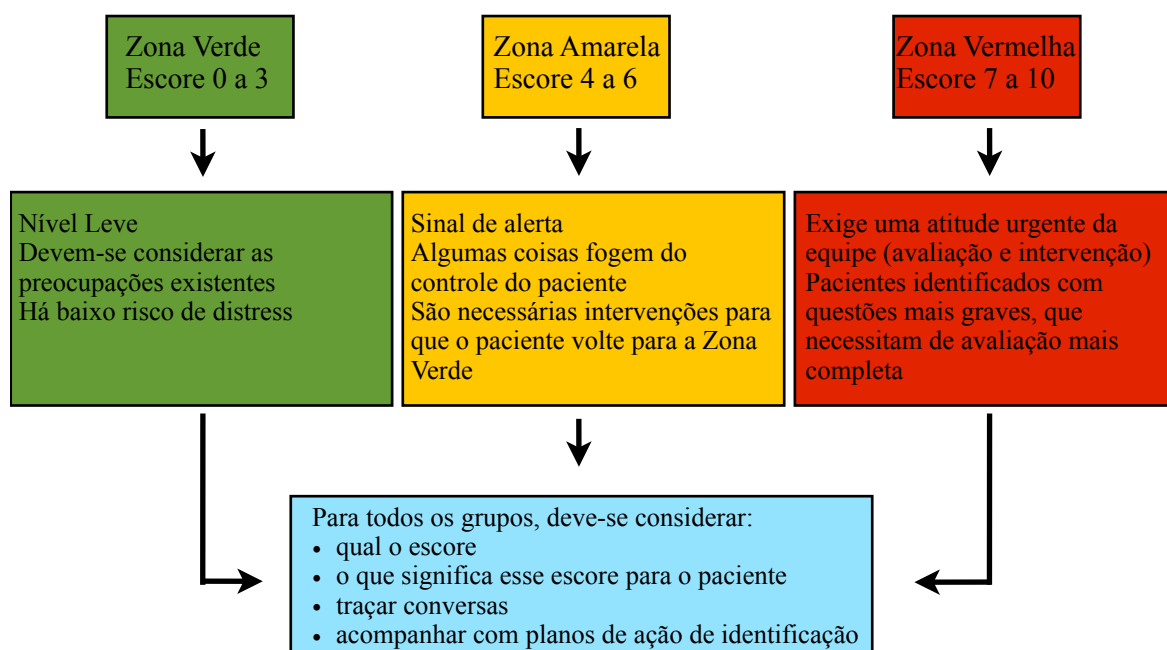 Zona Verde
Escore 0 a 3
Zona Amarela
Escore 4 a 6
Zona Vermelha
Escore 7 a 10
Nível Leve
Devem-se considerar as
preocupações existentes
Há baixo risco de distress
Sinal de alerta
Algumas coisas fogem do
controle do paciente
São necessárias intervenções para
que o paciente volte para a Zona
Verde
Exige uma atitude urgente da
equipe (avaliação e intervenção)
Pacientes identificados com
questões mais graves, que
necessitam de avaliação mais
completa
Para todos os grupos, deve-se considerar:
• qual o escore
• o que significa esse escore para o paciente
• traçar conversas
• acompanhar com planos de ação de identificação